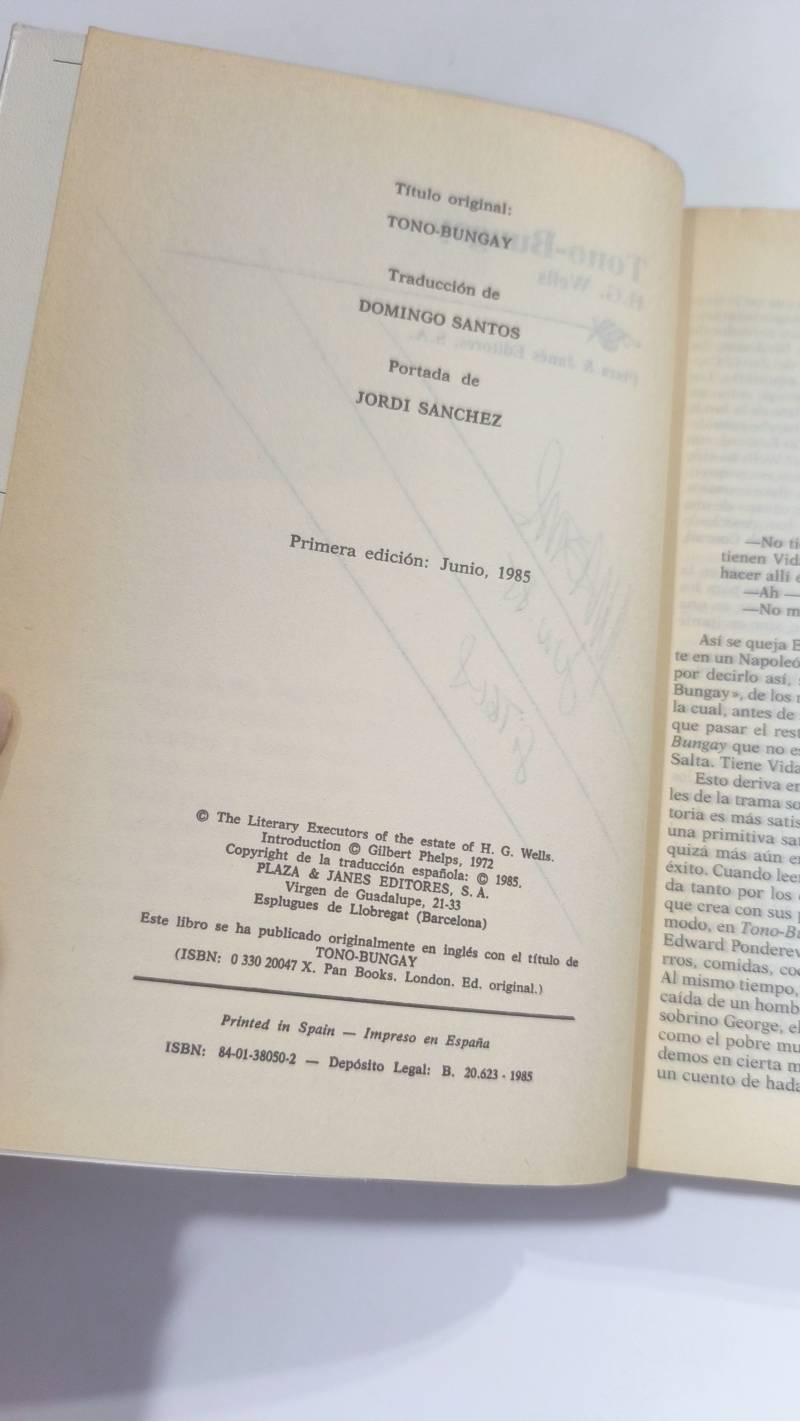 Título original:
TONO-BUNGAY
Traducción de
DOMINGO SANTOS
Portada de
JORDI SANCHEZ
Primera edición: Junio, 1985
© The Literary Executors of the estate of H. G. Wells.
Introduction © Gilbert Phelps, 1972
Copyright de la traducción española: © 1985.
PLAZA & JANES EDITORES, S. A.
Virgen de Guadalupe, 21-33
Esplugues de Llobregat (Barcelona)
Este libro se ha publicado originalmente en inglés con el título de
TONO-BUNGAY
(ISBN: 0 330 20047 X. Pan Books. London. Ed. original.)
Printed in Spain — Impreso en España
ISBN: 84-01-38050-2 — Depósito Legal: B. 20.623 - 1985
—No ti
tienen Vid
hacer allí
—Ah —
—No m
Así se queja E
te en un Napoleó
por decirlo así,
Bungay», de los
la cual, antes de
que pasar el rest
Bungay que no es
Salta. Tiene Vida
Esto deriva en
les de la trama so
toria es más satis
una primitiva sa
quizá más aún en
éxito. Cuando lee
da tanto por los
que crea con sus
modo, en Tono-Bu
Edward Ponderev
rros, comidas, co
Al mismo tiempo,
caída de un homb
sobrino George, el
como el pobre mu
demos en cierta m
un cuento de hada